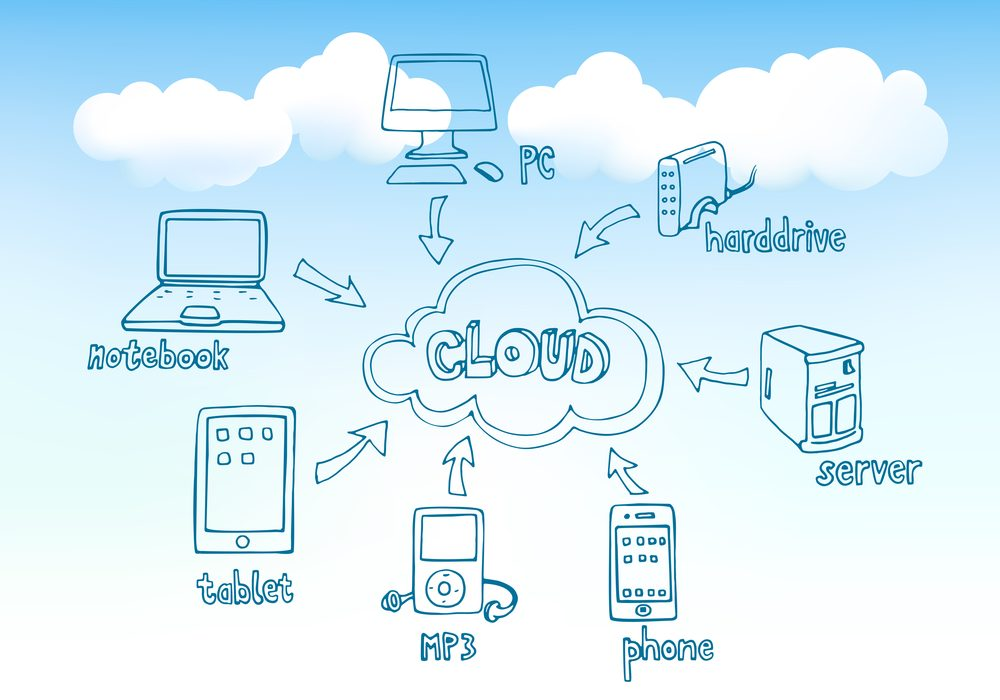 PC
harddrive
notebook
CLOUD
server
tablet
MP3
phone